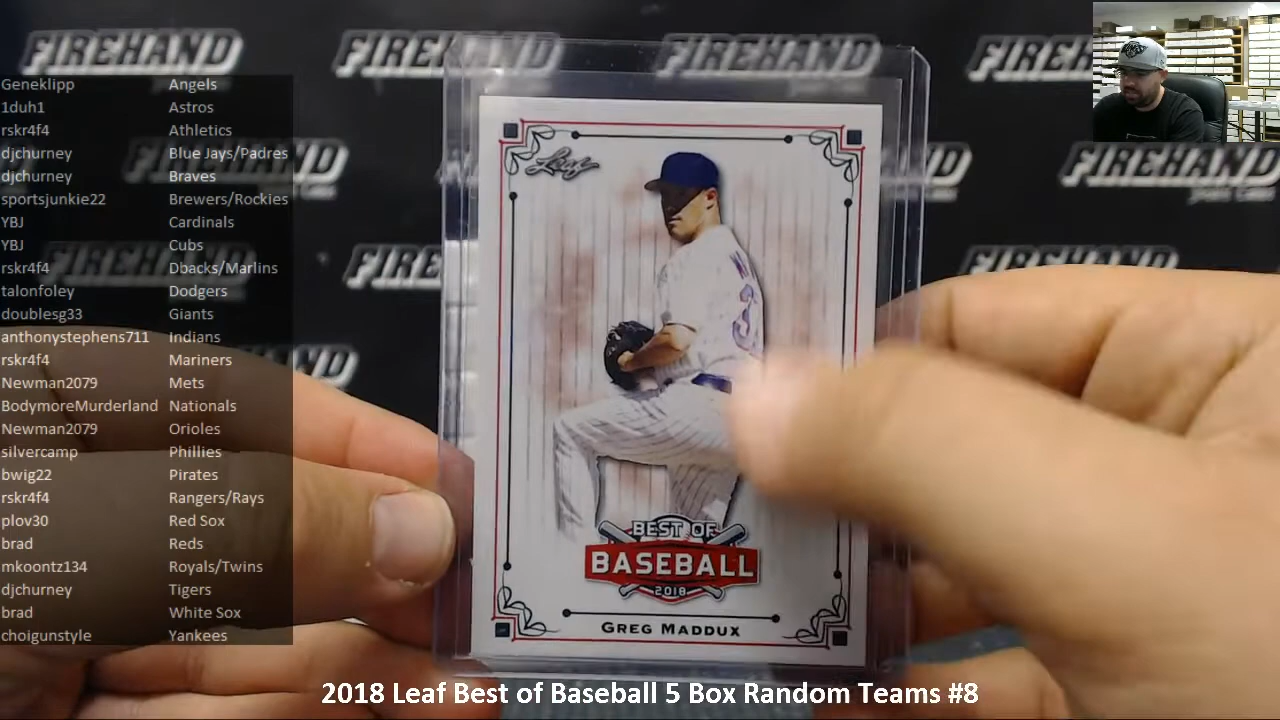 FIREHAND
FIREHAND
FIREHAND
Geneklipp Angels
1duh1 Astros
rskr4f4 Athletics
djchurney Blue Jays/Padres
djchurney Braves
sportsjunkie22 Brewers/Rockies
YBJ Cardinals
YBJ Cubs
rskr4f4 Dbacks/Marlins
talonfoley Dodgers
doublesg33 Giants
anthonystephens711 Indians
rskr4f4 Mariners
Newman2079 Mets
BodymoreMurderland Nationals
Newman2079 Orioles
silvercamp Phillies
bwig22 Pirates
rskr4f4 Rangers/Rays
plov30 Red Sox
brad Reds
mkoontz134 Royals/Twins
djchurney Tigers
brad White Sox
choigunstyle Yankees
Leaf
BEST OF
BASEBALL
2018
GREG MADDUX
2018 Leaf Best of Baseball 5 Box Random Teams #8